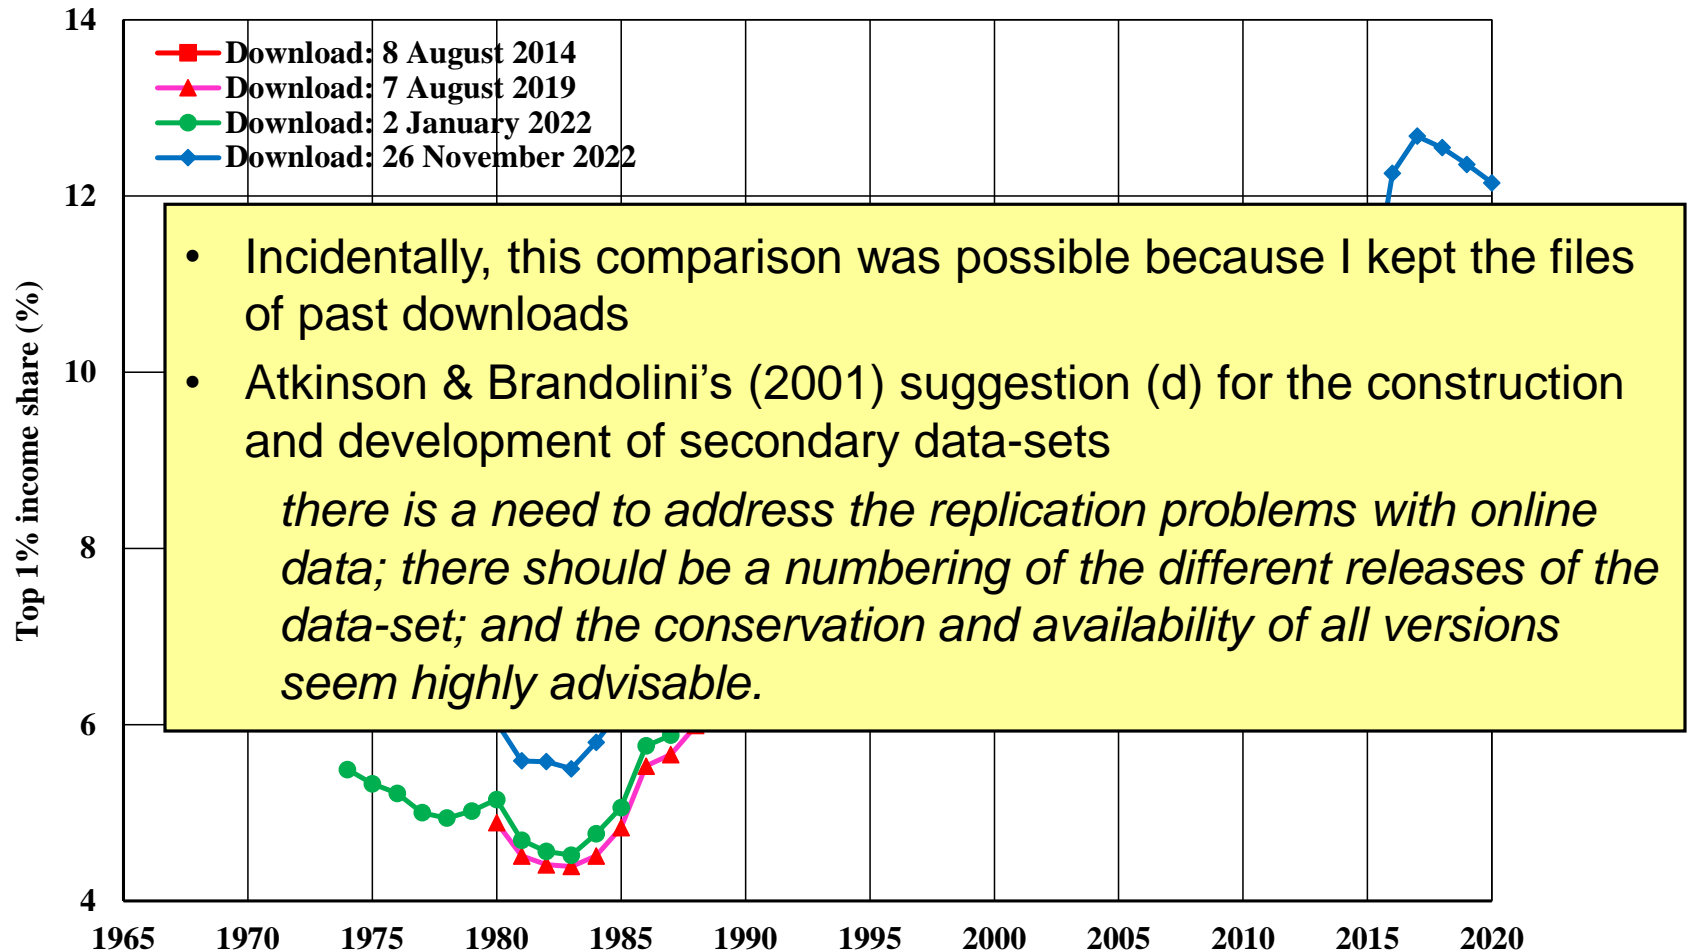 14
Download: 8 August 2014
Download: 7 August 2019
Download: 2 January 2022
Download: 26 November 2022
12
• Incidentally, this comparison was possible because I kept the files
of past downloads
10
• Atkinson & Brandolini’s (2001) suggestion (d) for the construction
and development of secondary data-sets
there is a need to address the replication problems with online
8
data; there should be a numbering of the different releases of the
data-set; and the conservation and availability of all versions
seem highly advisable.
6
4
Top 1% income share (%)
1965 1970 1975 1980 1985 1990 1995 2000 2005 2010 2015 2020